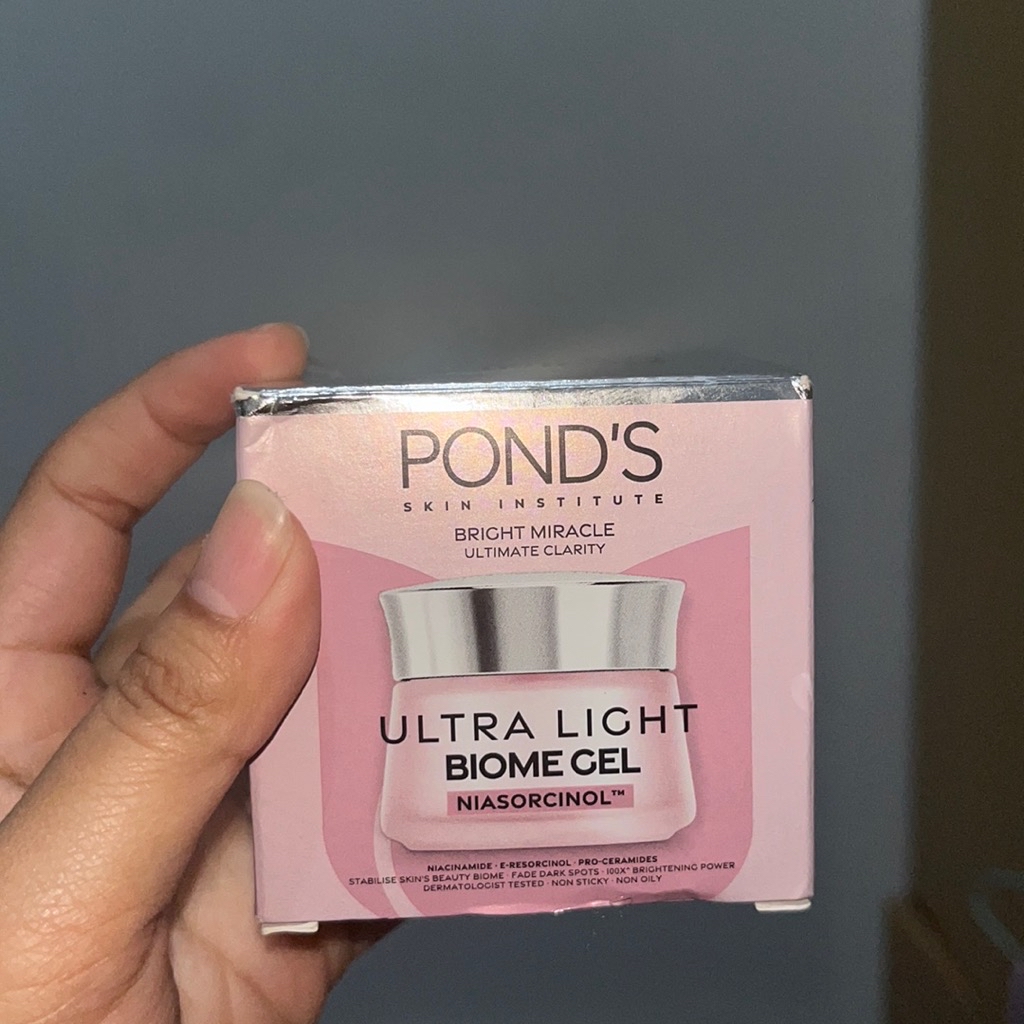 POND'S
SKIN INSTITUTE
BRIGHT MIRACLE
ULTIMATE CLARITY
ULTRA LIGHT
BIOME GEL
NIASORCINOL™
NIACINAMIDE · E-RESORCINOL · PRO-CERAMIDES
STABILISE SKIN'S BEAUTY BIOME · FADE DARK SPOTS · 100X* BRIGHTENING POWER
DERMATOLOGIST TESTED · NON STICKY · NON OILY